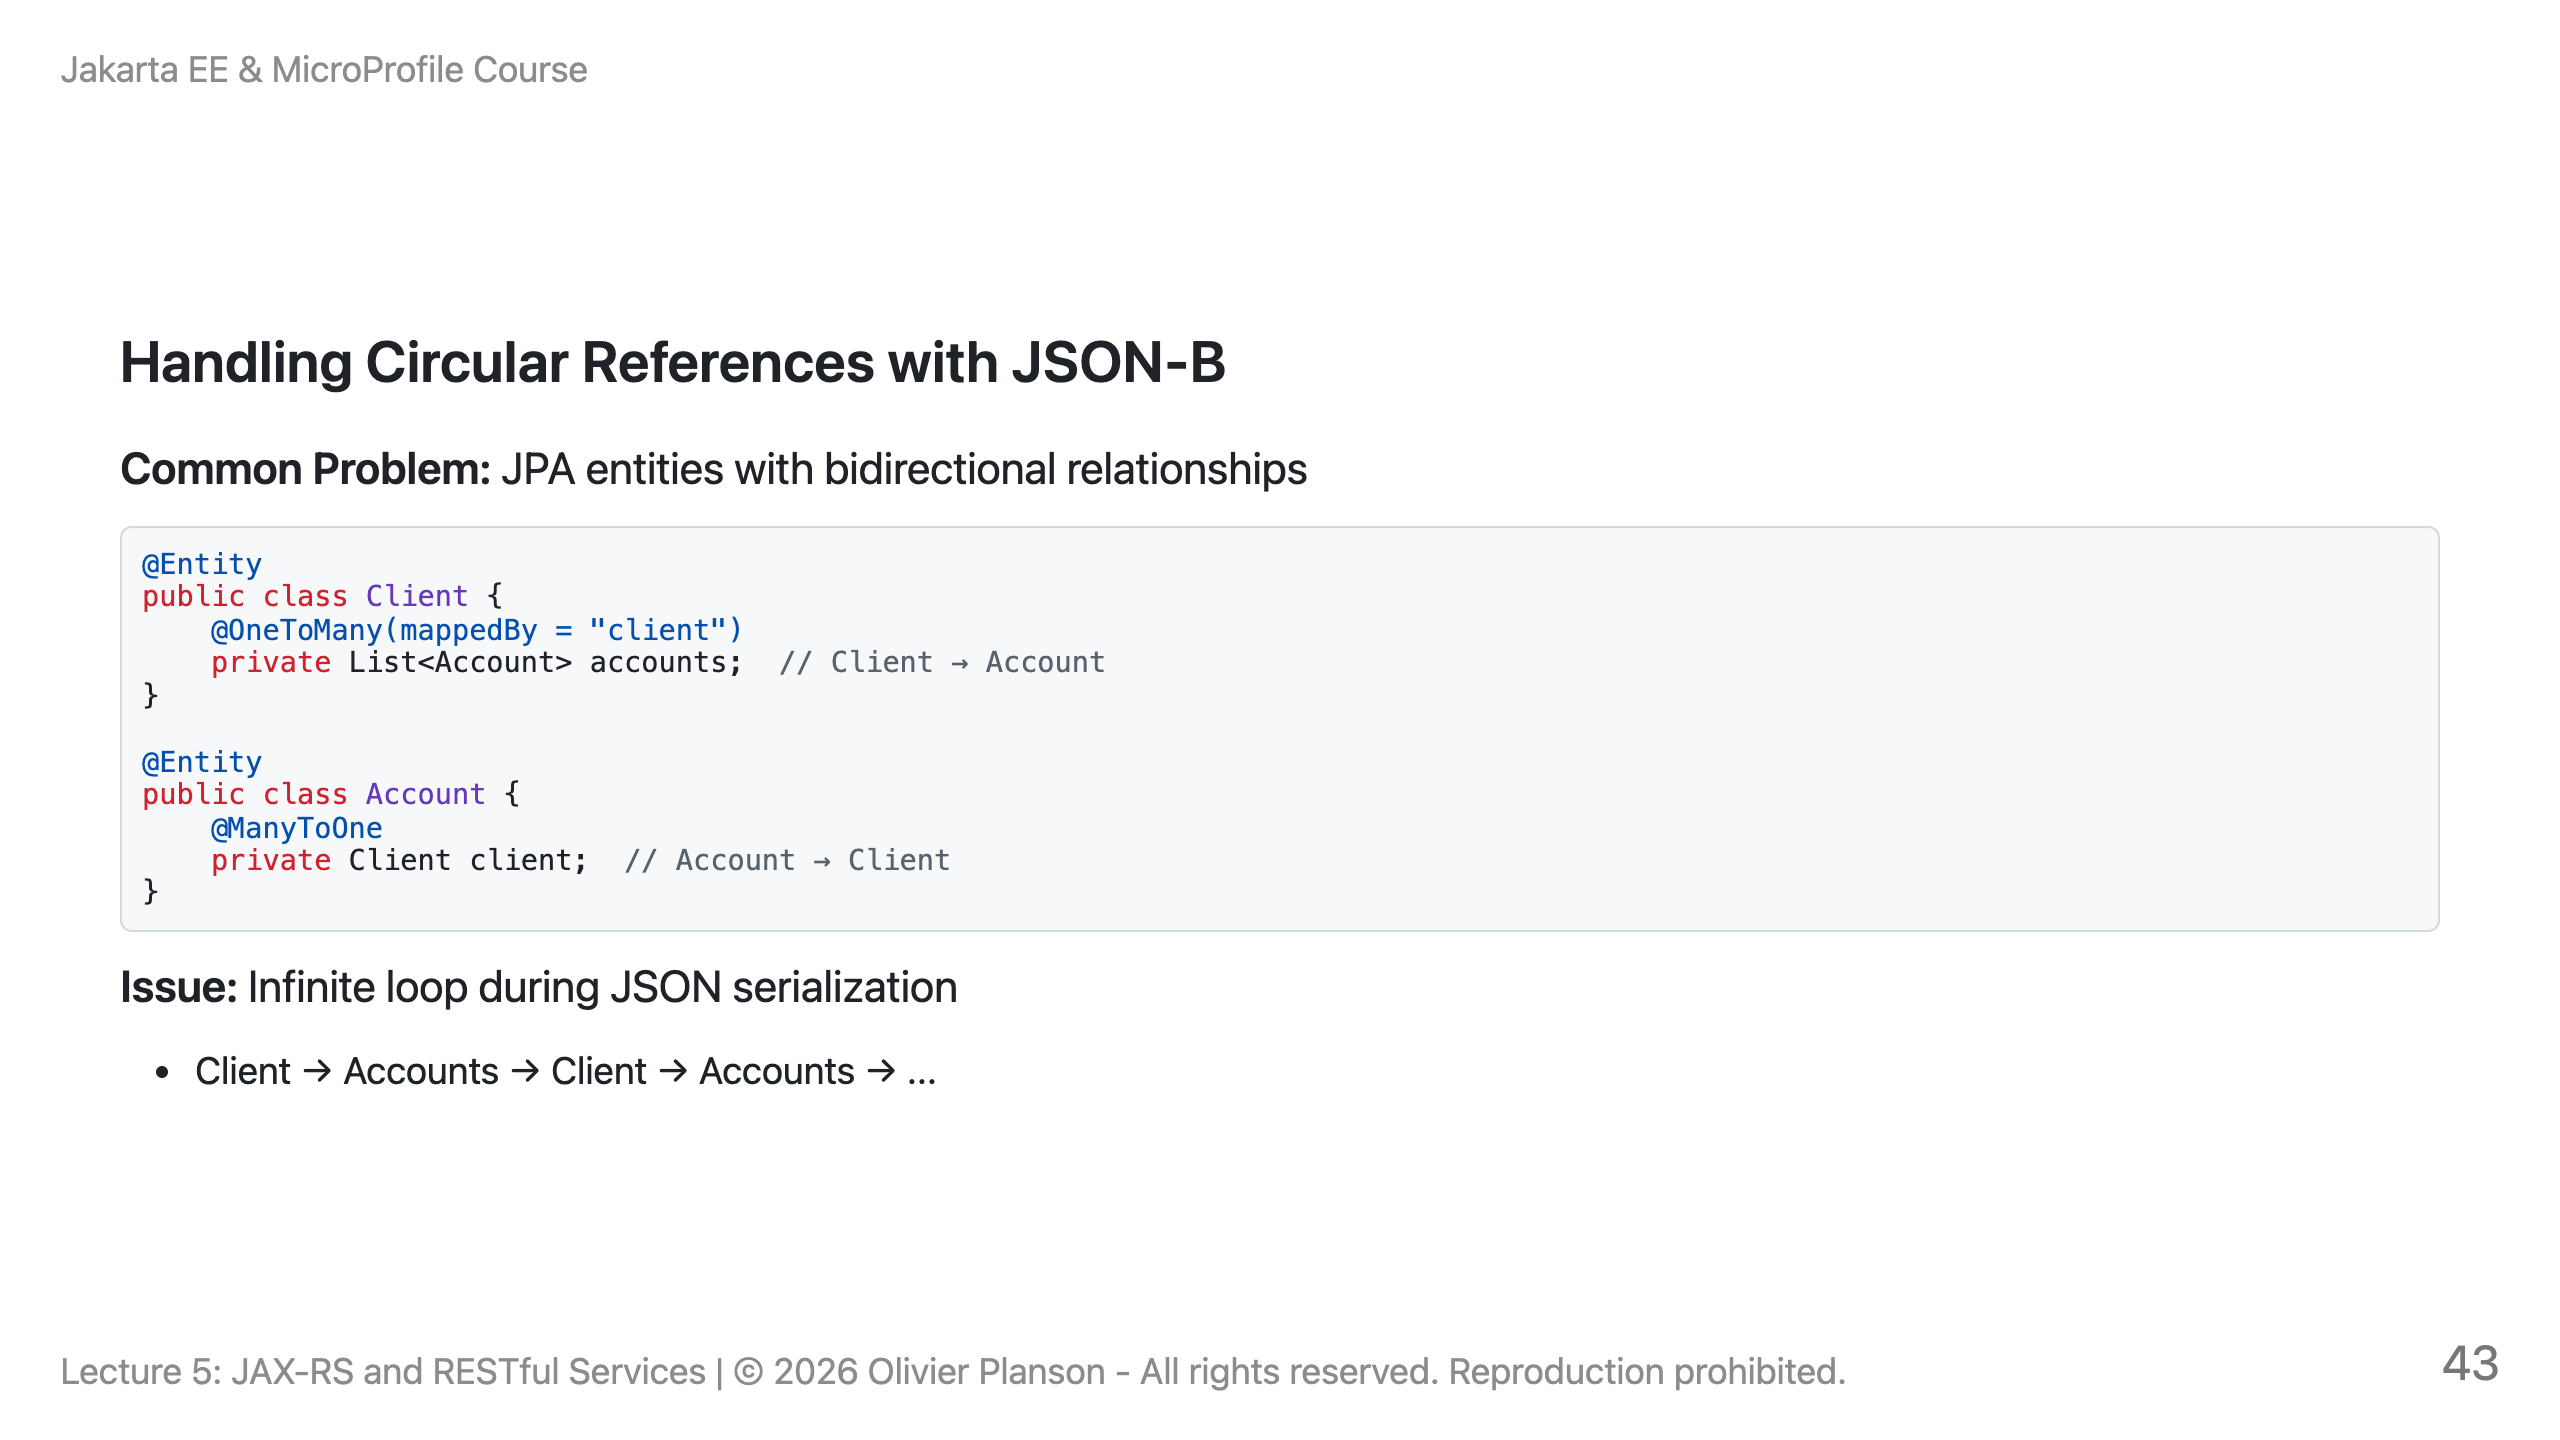 Jakarta EE & MicroProfile Course
Handling Circular References with JSON-B
Common Problem: JPA entities with bidirectional relationships
@Entity
public class Client {
    @OneToMany(mappedBy = "client")
    private List<Account> accounts;  // Client → Account
}

@Entity
public class Account {
    @ManyToOne
    private Client client;  // Account → Client
}
Issue: Infinite loop during JSON serialization
• Client → Accounts → Client → Accounts → ...
Lecture 5: JAX-RS and RESTful Services | © 2026 Olivier Planson - All rights reserved. Reproduction prohibited.
43